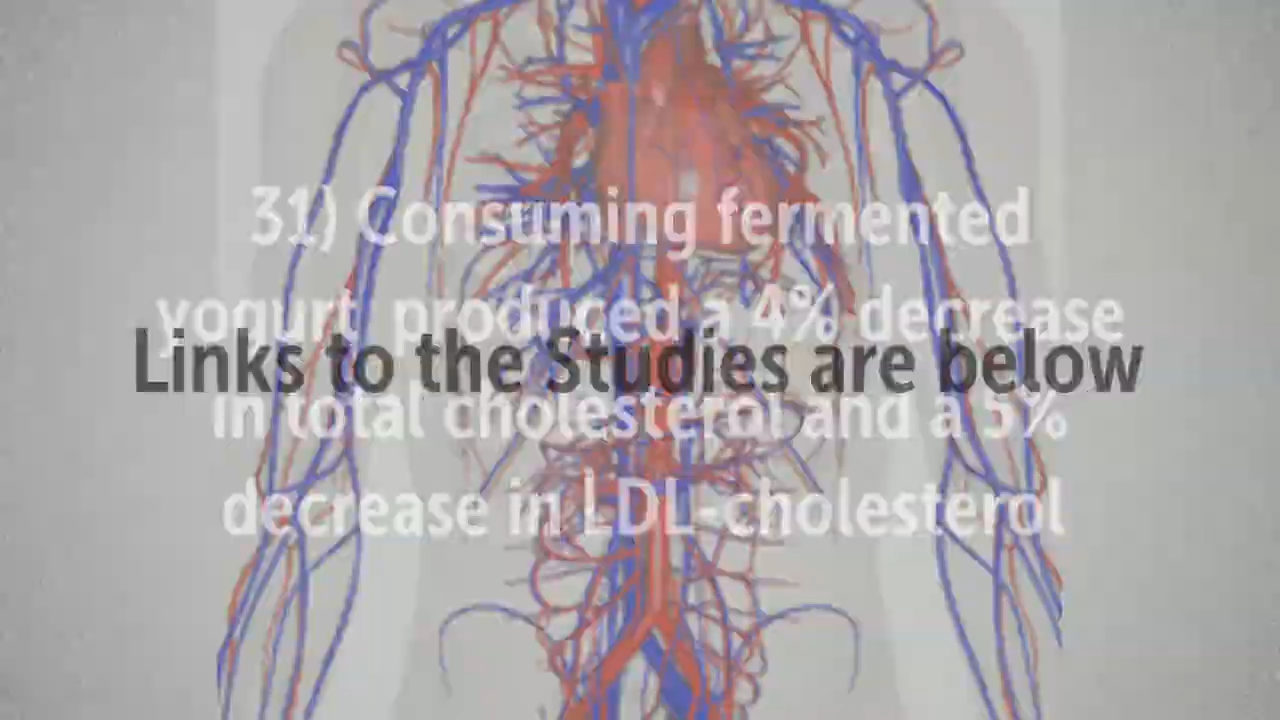 31) Consuming fermented
yogurt, produced a 4% decrease
Links to the Studies are below
in total cholesterol and a 5%
decrease in LDL-cholesterol